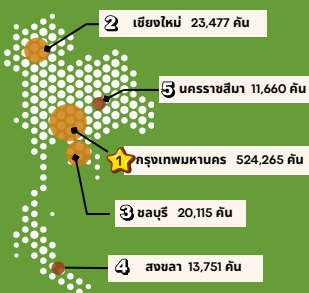 2 เชียงใหม่ 23,477 คัน
5 นครราชสีมา 11,660 คัน
1 กรุงเทพมหานคร 524,265 คัน
3 ชลบุรี 20,115 คัน
4 สงขลา 13,751 คัน